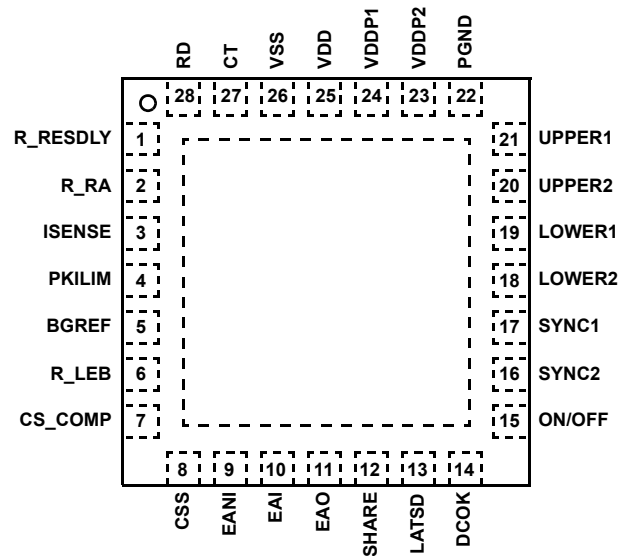 RD
CT
VSS
VDD
VDDP1
VDDP2
PGND
28
27
26
25
24
23
22
R_RESDLY 1
R_RA 2
ISENSE 3
PKILIM 4
BGREF 5
R_LEB 6
CS_COMP 7
21 UPPER1
20 UPPER2
19 LOWER1
18 LOWER2
17 SYNC1
16 SYNC2
15 ON/OFF
8
9
10
11
12
13
14
CSS
EANI
EAI
EAO
SHARE
LATSD
DCOK